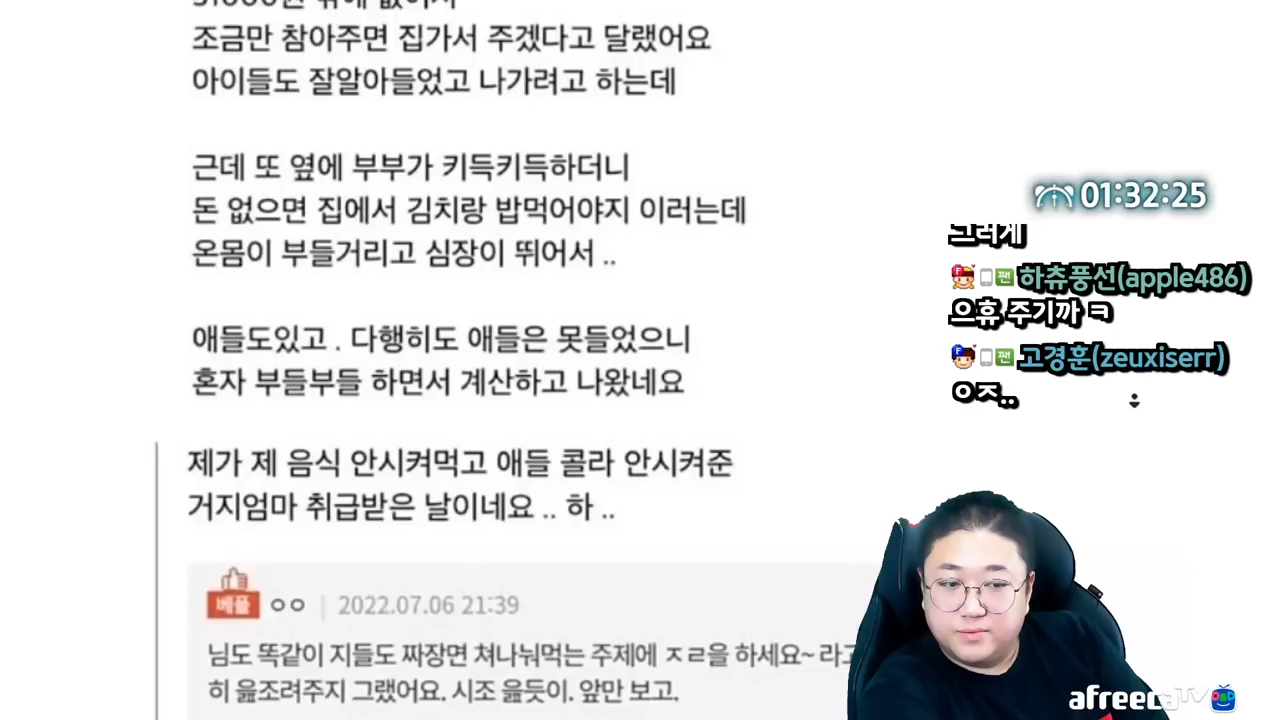 조금만 참아주면 집가서 주겠다고 달랬어요
아이들도 잘알아들었고 나가려고 하는데
근데 또 옆에 부부가 키득키득하더니
돈 없으면 집에서 김치랑 밥먹어야지 이러는데
온몸이 부들거리고 심장이 뛰어서 ..
애들도있고 . 다행히도 애들은 못들었으니
혼자 부들부들 하면서 계산하고 나왔네요
제가 제 음식 안시켜먹고 애들 콜라 안시켜준
거지엄마 취급받은 날이네요 .. 하 ..
베플 ㅇㅇ | 2022.07.06 21:39
님도 똑같이 지들도 짜장면 쳐나눠먹는 주제에 ㅈㄹ을 하세요~ 라고
히 읊조려주지 그랬어요. 시조 읊듯이. 앞만 보고.
01:32:25
그러게
F 팬 하츄풍선(apple486)
으휴 주기까 ㅋ
F 팬 고경훈(zeuxiserr)
ㅇㅈ..
afreecaTV